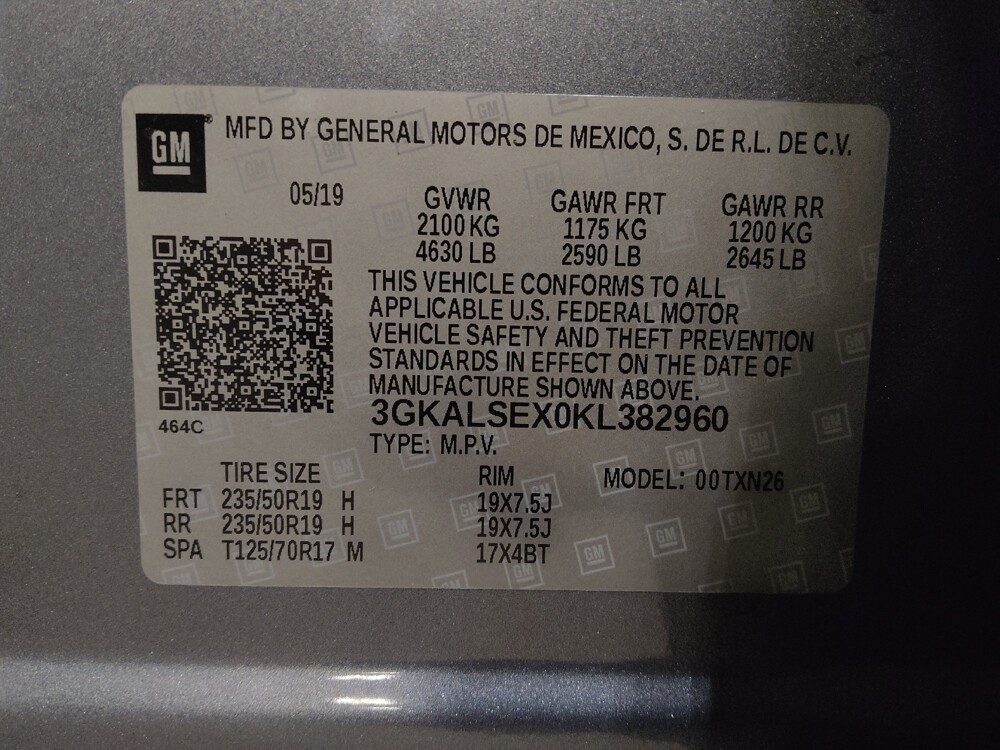 GM
MFD BY GENERAL MOTORS DE MEXICO, S. DE R.L. DE C.V.
05/19 GVWR GAWR FRT GAWR RR
2100 KG 1175 KG 1200 KG
4630 LB 2590 LB 2645 LB
THIS VEHICLE CONFORMS TO ALL
APPLICABLE U.S. FEDERAL MOTOR
VEHICLE SAFETY AND THEFT PREVENTION
STANDARDS IN EFFECT ON THE DATE OF
MANUFACTURE SHOWN ABOVE.
3GKALSEX0KL382960
464C
TYPE: M.P.V.
TIRE SIZE RIM MODEL: 00TXN26
FRT 235/50R19 H 19X7.5J
RR 235/50R19 H 19X7.5J
SPA T125/70R17 M 17X4BT